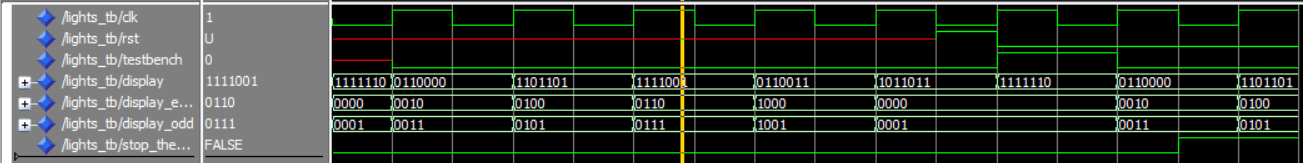 /lights_tb/clk 1
/lights_tb/rst U
/lights_tb/testbench 0
/lights_tb/display 1111001 1111110 0110000 1101101 1111001 0110011 1011011 1111110 0110000 1101101
/lights_tb/display_e... 0110 0000 0010 0100 0110 1000 0000 0010 0100
/lights_tb/display_odd 0111 0001 0011 0101 0111 1001 0001 0011 0101
/lights_tb/stop_the... FALSE